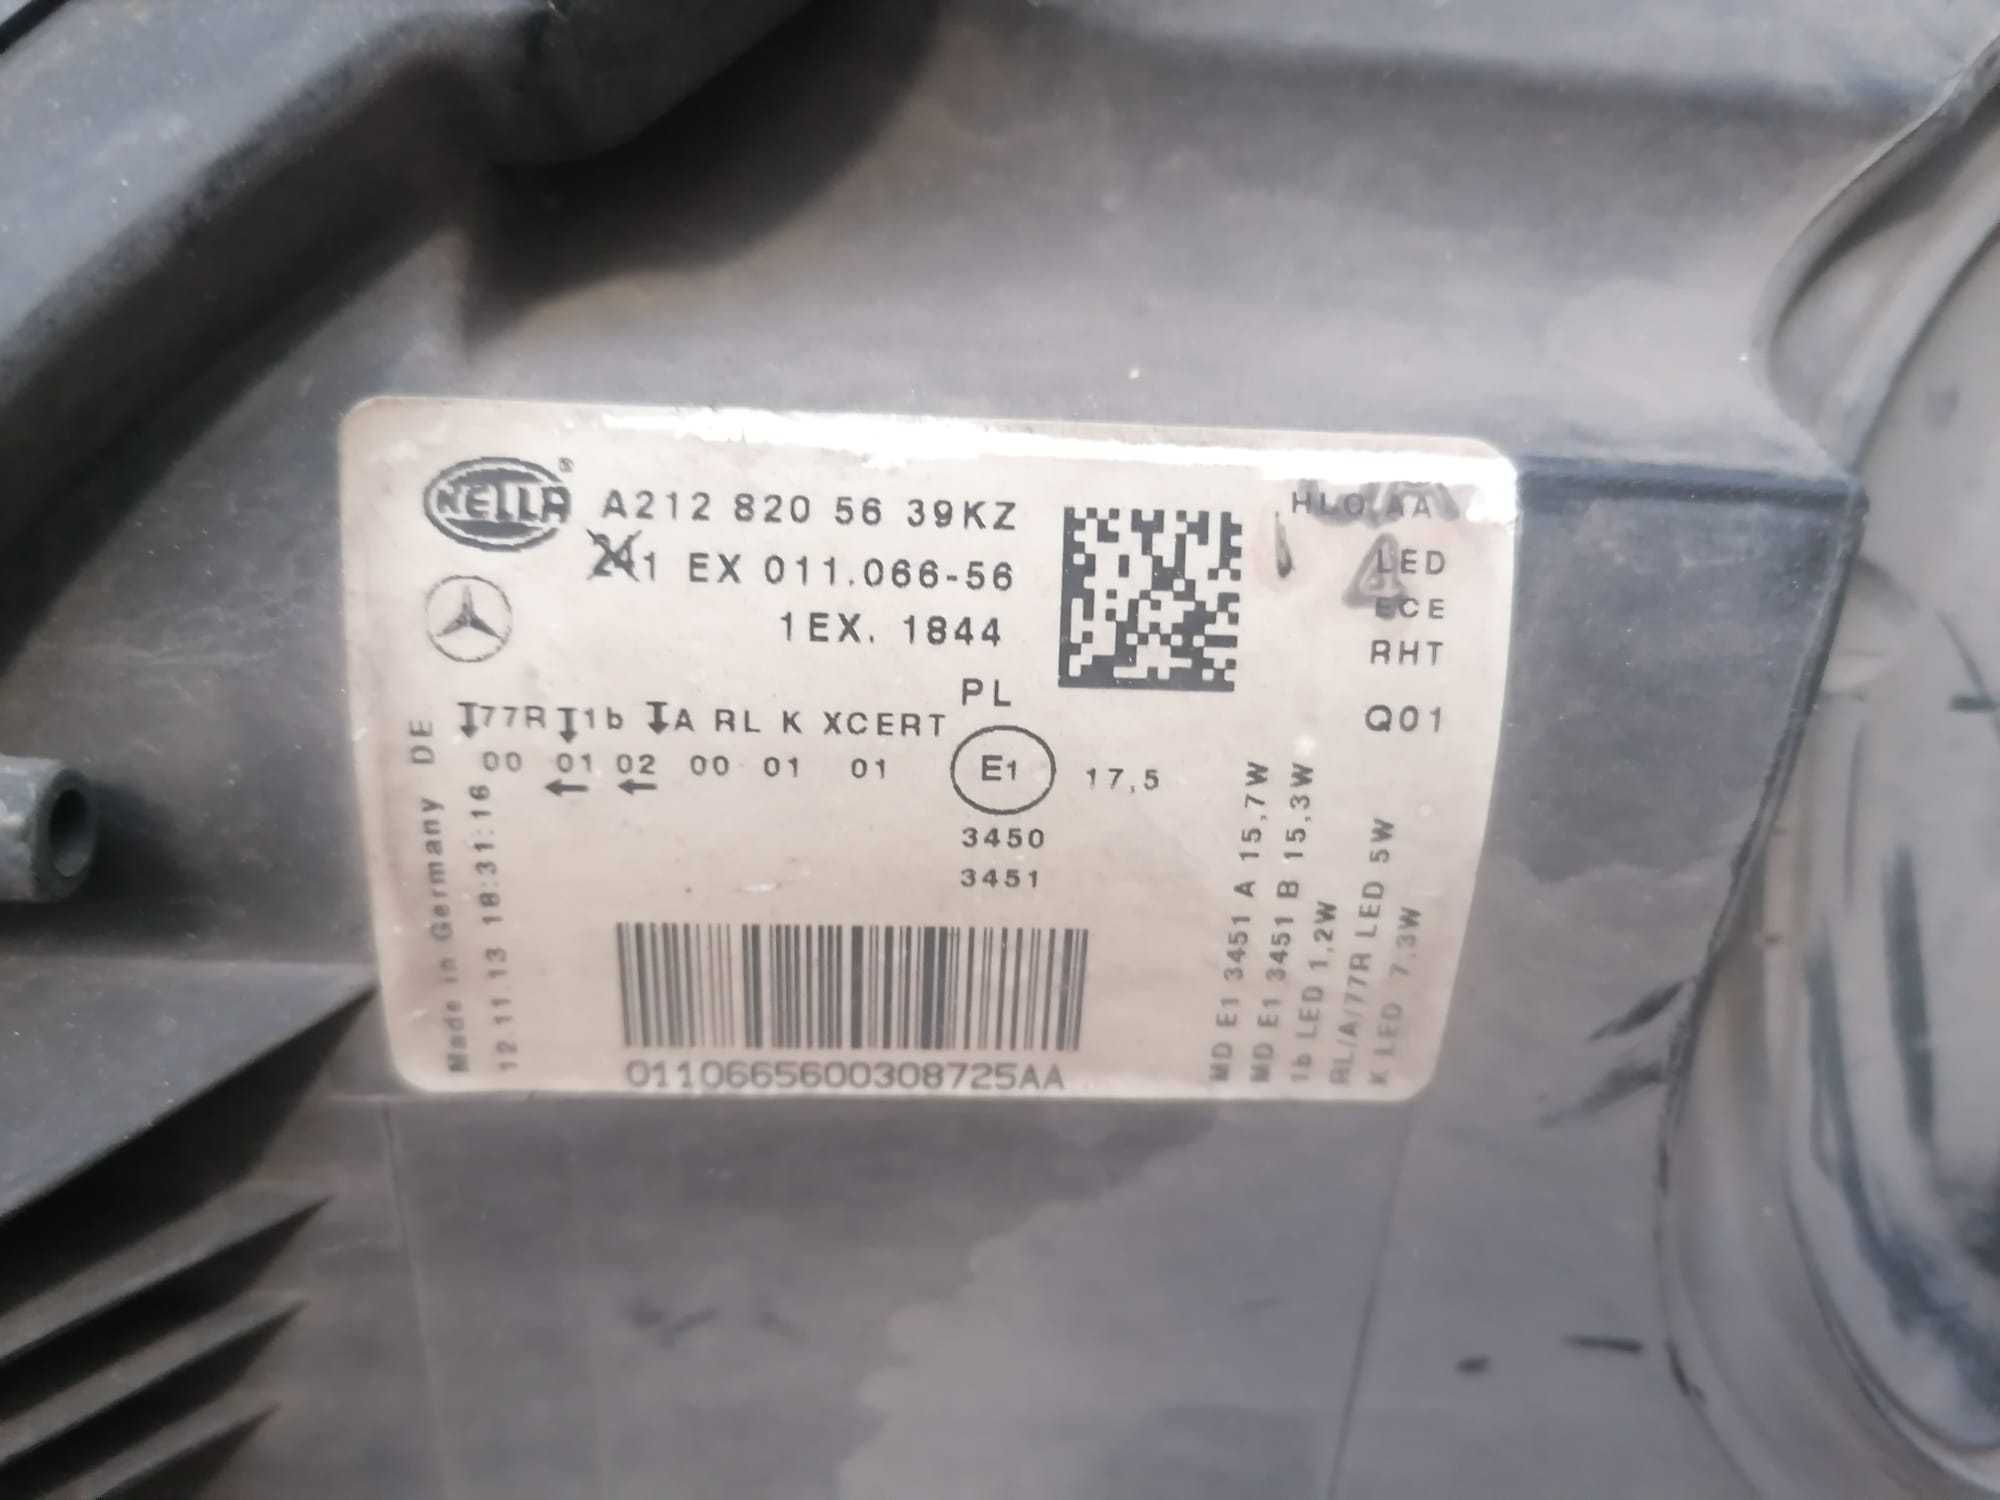 HELLA ®
A212 820 56 39KZ
1 EX 011.066-56
1EX. 1844
HLO AA
LED
ECE
RHT
Q01
PL
77R 1b A RL K XCERT
00 01 02 00 01 01
E1
17,5
3450
3451
Made in Germany DE
12.11.13 18:31:16
MD E1 3451 A 15,7W
MD E1 3451 B 15,3W
1b LED 1,2W
RL/A/77R LED 5W
K LED 7,3W
0110665600308725AA